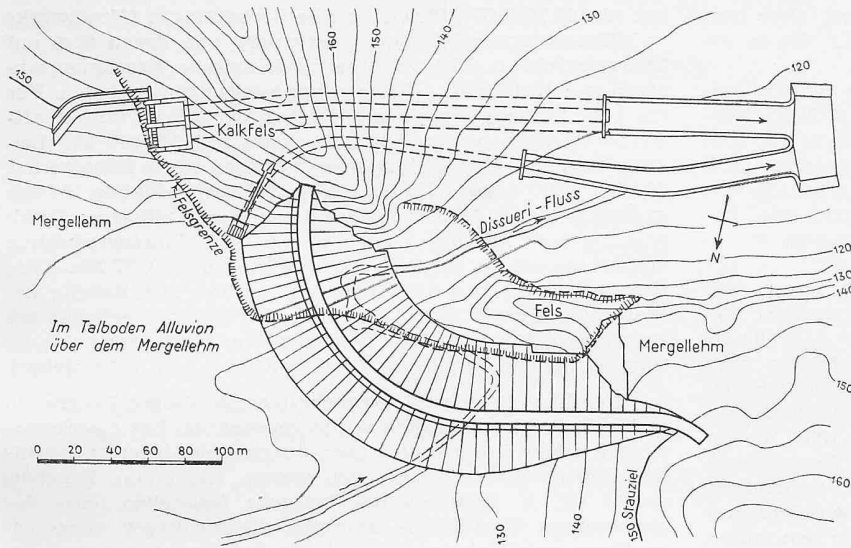 130
140
150
160
150
120
Kalkfels
Mergellehm
Felsgrenze
Dissueri-Fluss
N
120
130
140
Fels
Mergellehm
Im Talboden Alluvion
über dem Mergellehm
150
0 20 40 60 80 100 m
160
130
140
150 Stauziel